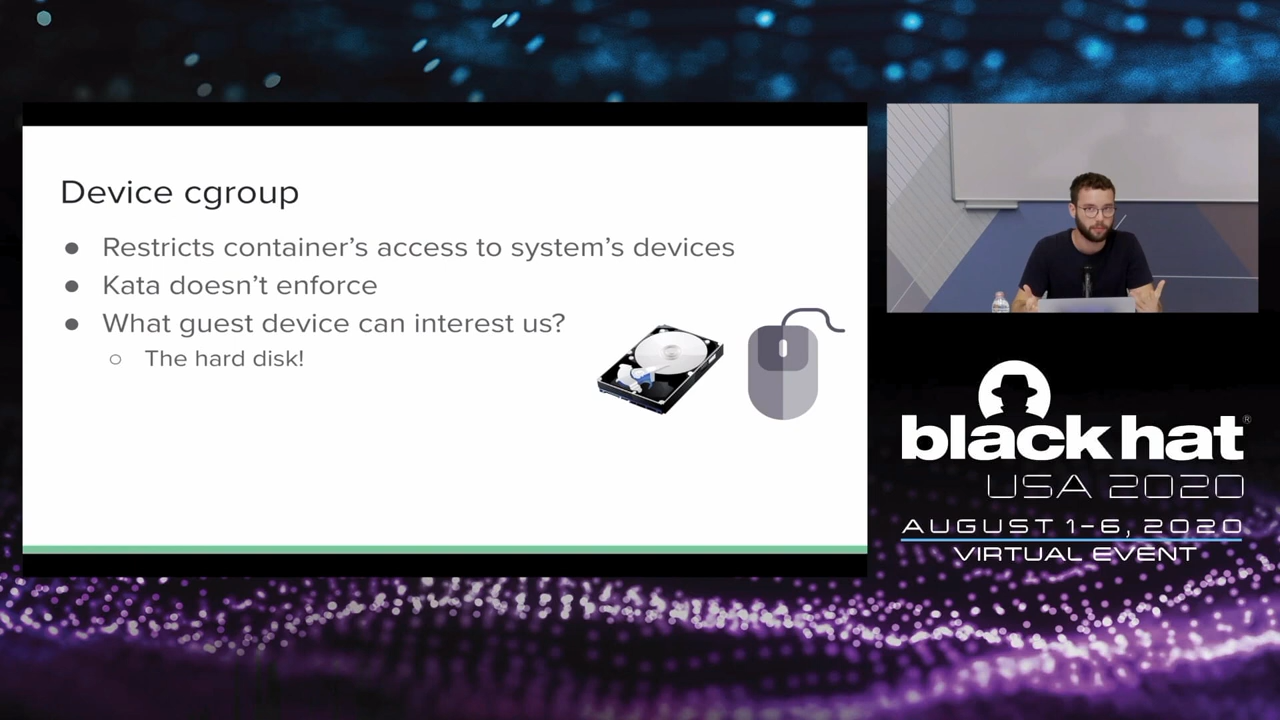 Device cgroup
● Restricts container's access to system's devices
● Kata doesn't enforce
● What guest device can interest us?
○ The hard disk!
black hat®
USA 2020
AUGUST 1-6, 2020
VIRTUAL EVENT